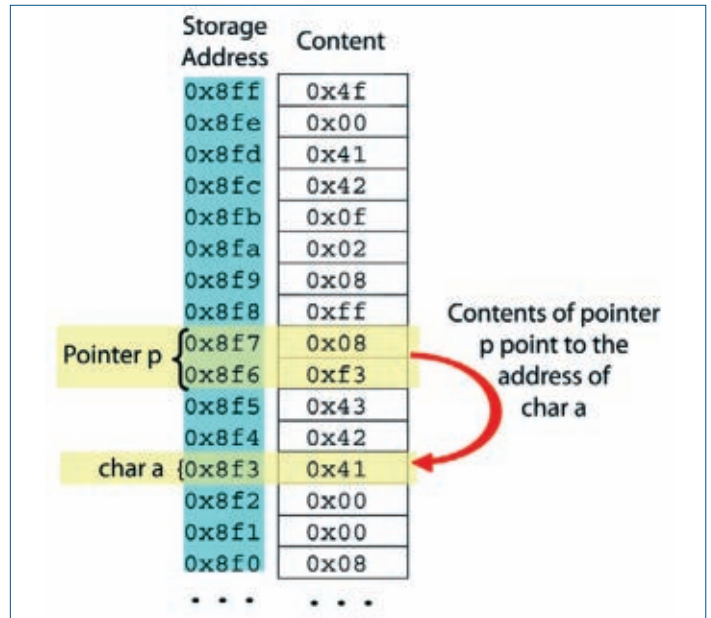 Storage Address Content
0x8ff 0x4f
0x8fe 0x00
0x8fd 0x41
0x8fc 0x42
0x8fb 0x0f
0x8fa 0x02
0x8f9 0x08
0x8f8 0xff
Pointer p { 0x8f7 0x08
0x8f6 0xf3
0x8f5 0x43
0x8f4 0x42
char a { 0x8f3 0x41
0x8f2 0x00
0x8f1 0x00
0x8f0 0x08
. . . . . .
Contents of pointer
p point to the
address of
char a